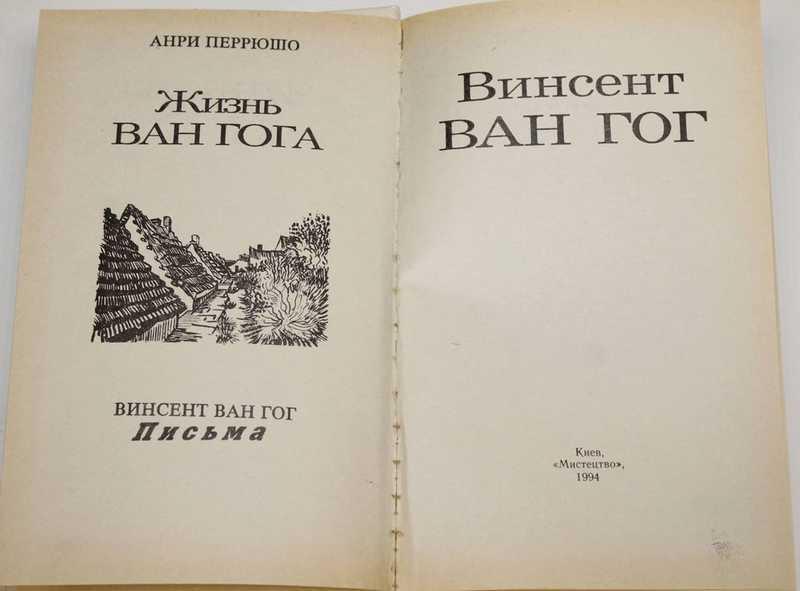 АНРИ ПЕРРЮШО
Жизнь
ВАН ГОГА
ВИНСЕНТ ВАН ГОГ
Письма
Винсент
ВАН ГОГ
Киев,
«Мистецтво»,
1994